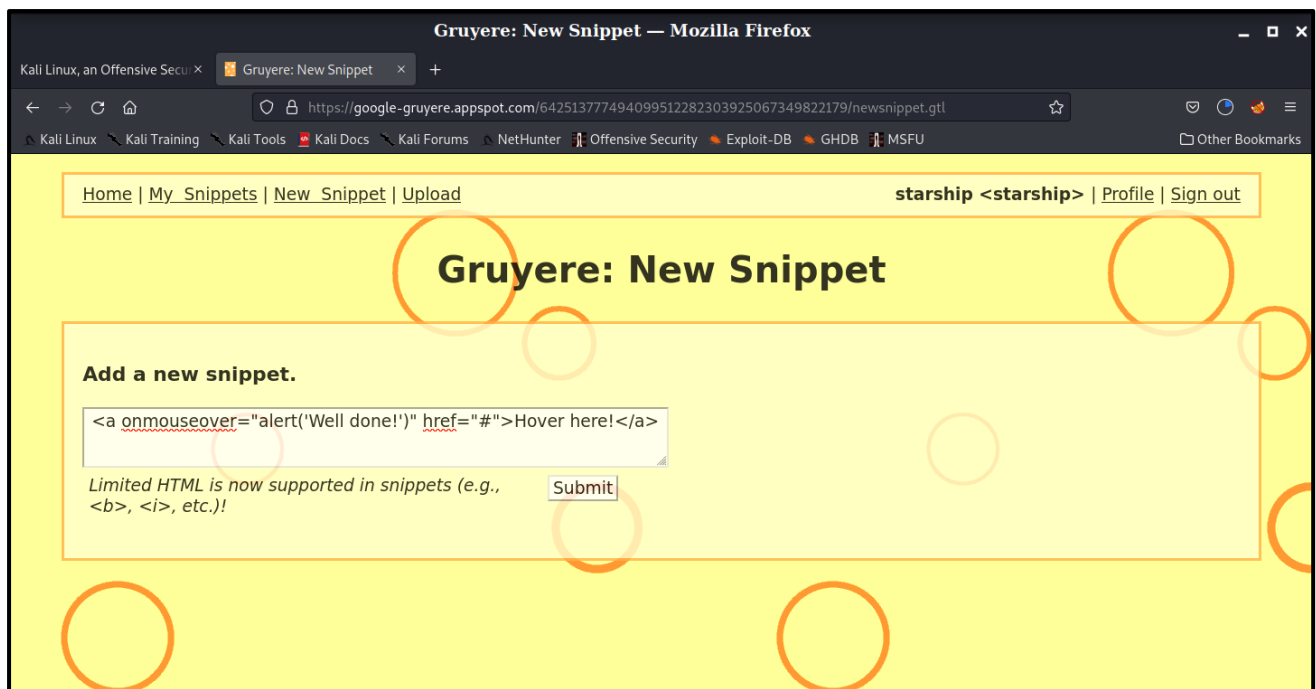 Gruyere: New Snippet — Mozilla Firefox
Kali Linux, an Offensive Secu
Gruyere: New Snippet
https://google-gruyere.appspot.com/642513777494099512282303925067349822179/newsnippet.gtl
Kali Linux Kali Training Kali Tools Kali Docs Kali Forums NetHunter Offensive Security Exploit-DB GHDB MSFU Other Bookmarks
Home | My Snippets | New Snippet | Upload starship <starship> | Profile | Sign out
Gruyere: New Snippet
Add a new snippet.
<a onmouseover="alert('Well done!')" href="#">Hover here!</a>
Limited HTML is now supported in snippets (e.g.,
<b>, <i>, etc.)!
Submit